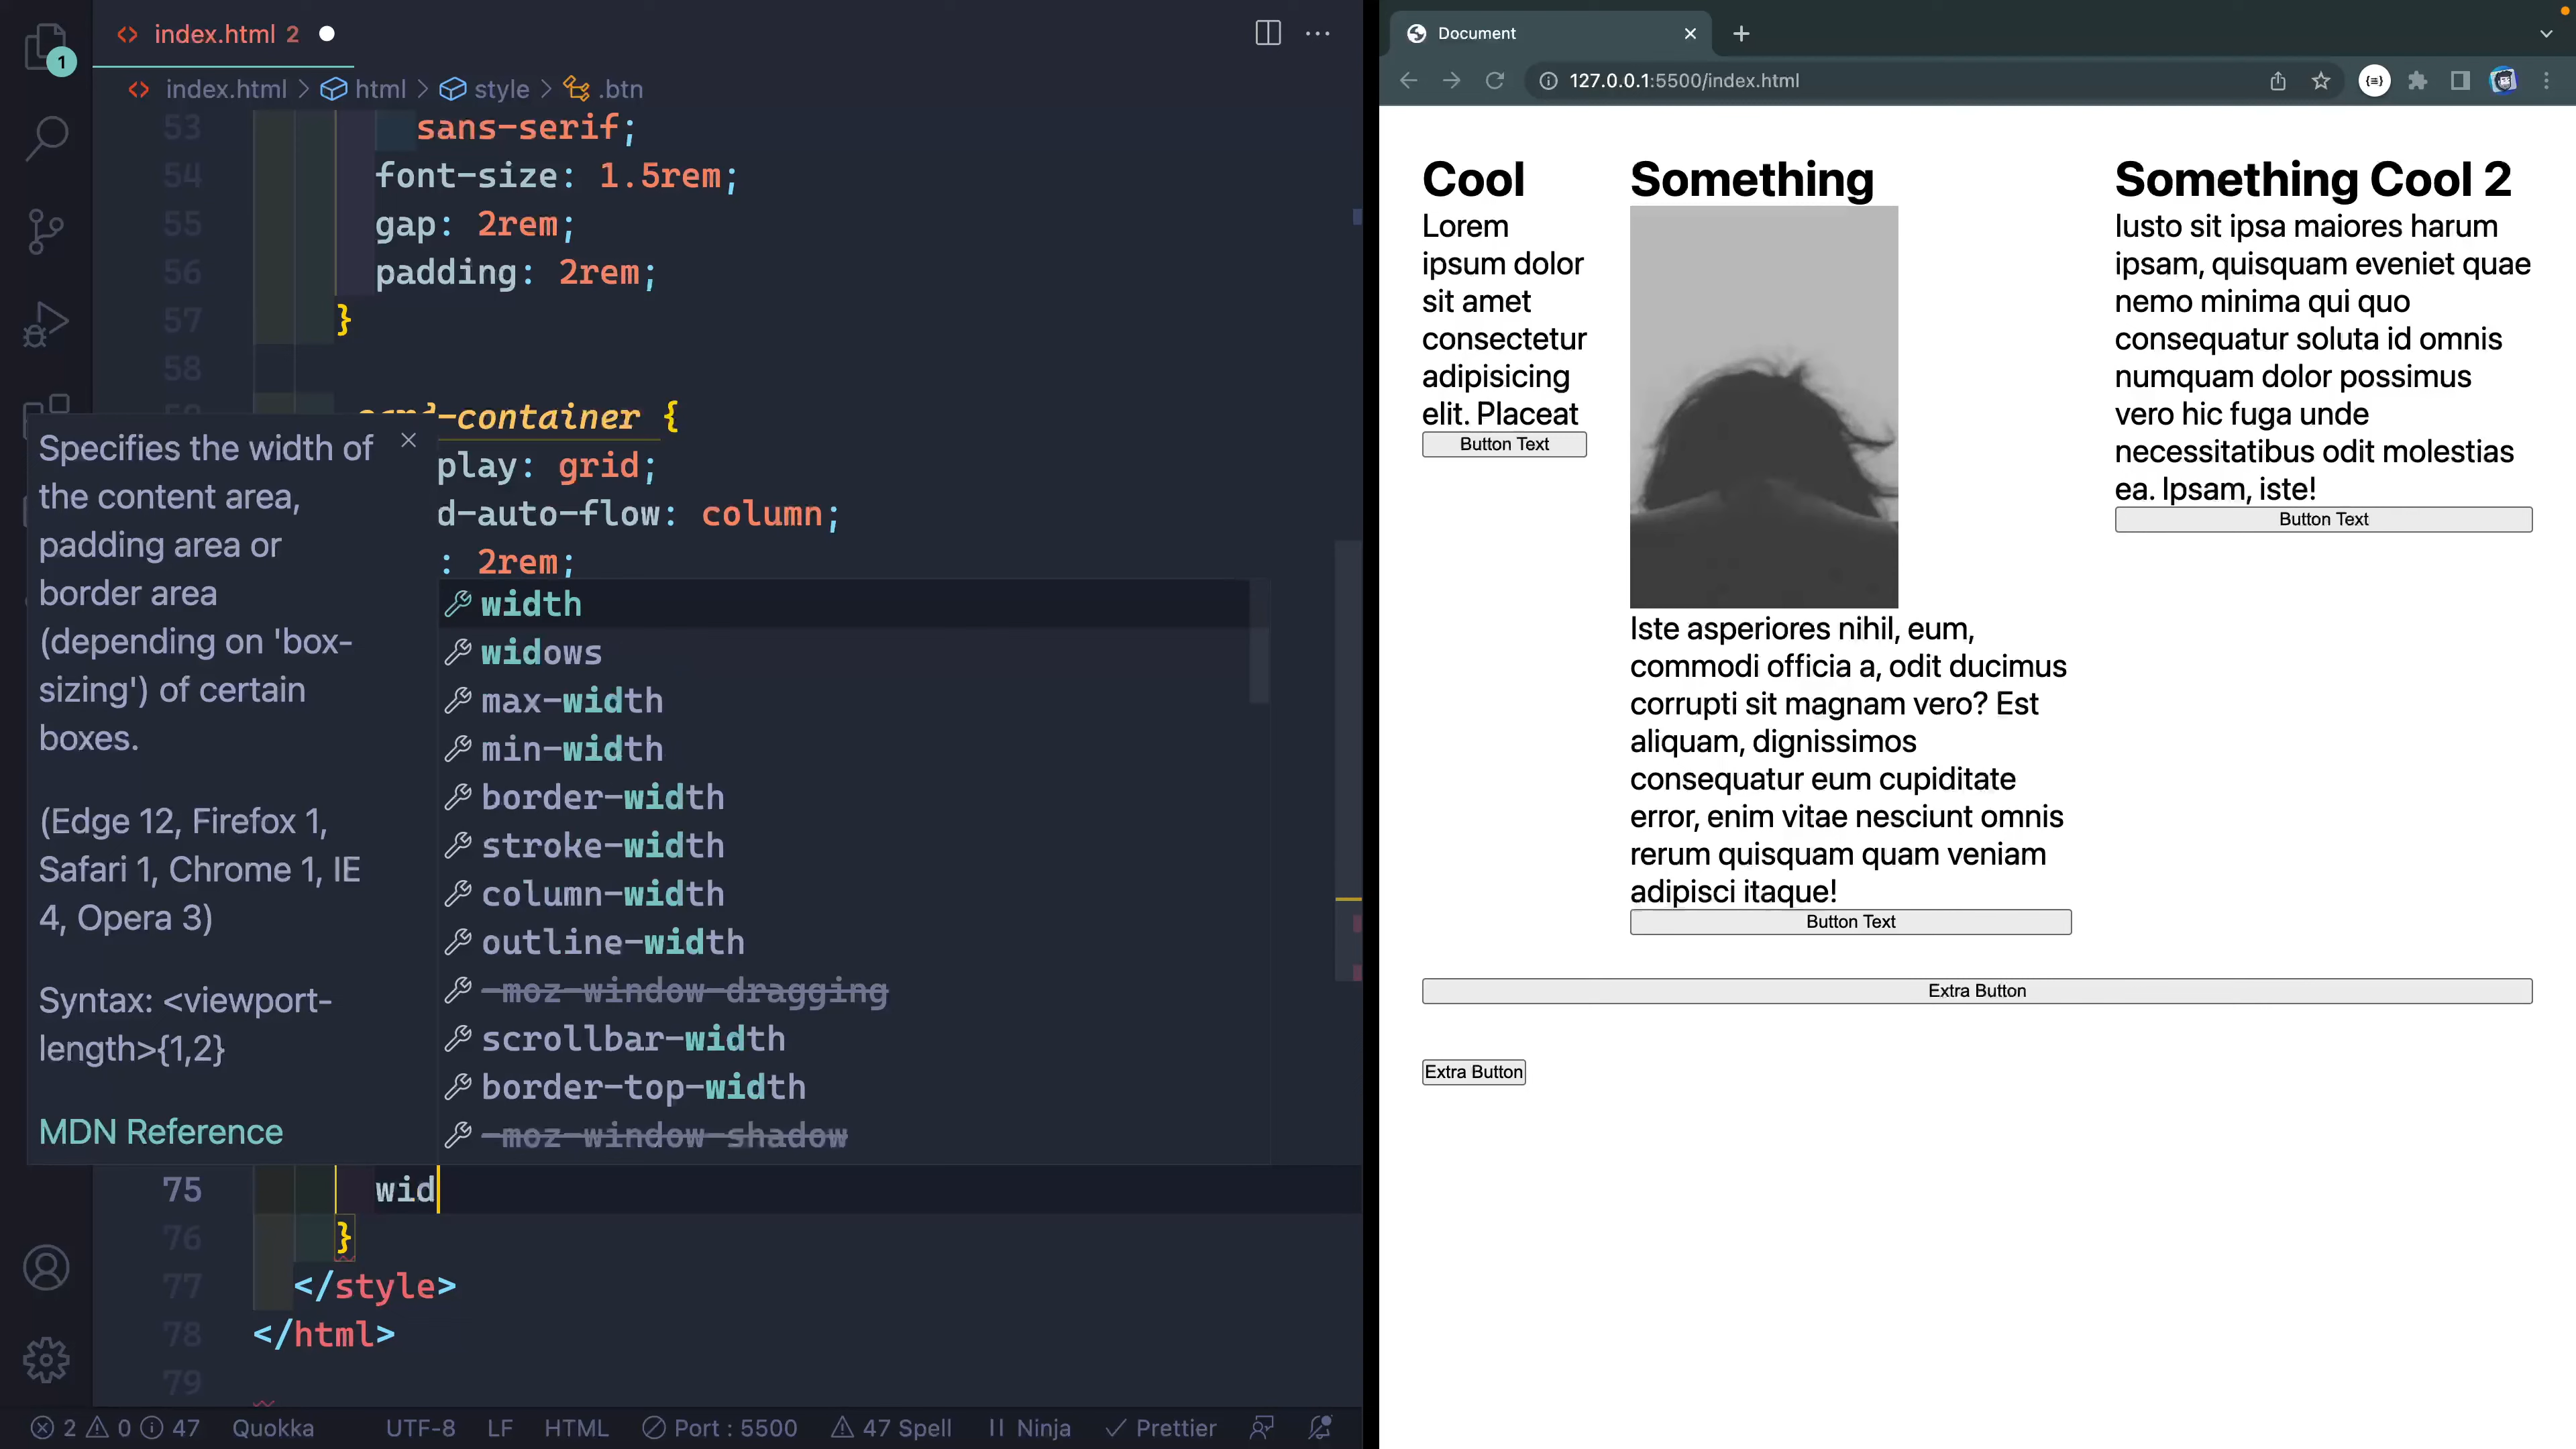 index.html 2
index.html > html > style > .btn
53 sans-serif;
54 font-size: 1.5rem;
55 gap: 2rem;
56 padding: 2rem;
57 }
58
-container {
play: grid;
d-auto-flow: column;
: 2rem;
1
Specifies the width of
the content area,
padding area or
border area
(depending on 'box-
sizing') of certain
boxes.
(Edge 12, Firefox 1,
Safari 1, Chrome 1, IE
4, Opera 3)
Syntax: <viewport-
length>{1,2}
MDN Reference
width
widows
max-width
min-width
border-width
stroke-width
column-width
outline-width
-moz-window-dragging
scrollbar-width
border-top-width
-moz-window-shadow
75 wid
76 }
77 </style>
78 </html>
79
2 0 47 Quokka UTF-8 LF HTML Port : 5500 47 Spell Ninja Prettier
Document
127.0.0.1:5500/index.html
Cool
Lorem
ipsum dolor
sit amet
consectetur
adipisicing
elit. Placeat
Button Text
Something
Iste asperiores nihil, eum,
commodi officia a, odit ducimus
corrupti sit magnam vero? Est
aliquam, dignissimos
consequatur eum cupiditate
error, enim vitae nesciunt omnis
rerum quisquam quam veniam
adipisci itaque!
Button Text
Something Cool 2
Iusto sit ipsa maiores harum
ipsam, quisquam eveniet quae
nemo minima qui quo
consequatur soluta id omnis
numquam dolor possimus
vero hic fuga unde
necessitatibus odit molestias
ea. Ipsam, iste!
Button Text
Extra Button
Extra Button